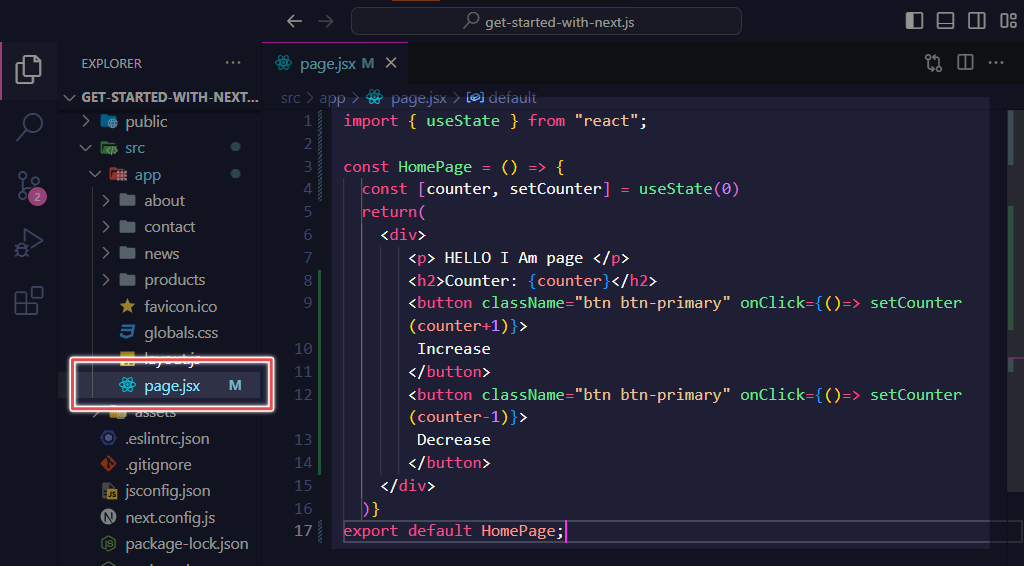 get-started-with-next.js
EXPLORER
page.jsx M
GET-STARTED-WITH-NEXT...
src > app > page.jsx > default
public
src
app
about
contact
news
products
favicon.ico
globals.css
layout.js
page.jsx M
assets
.eslintrc.json
.gitignore
jsconfig.json
next.config.js
package-lock.json
2
1 import { useState } from "react";
2
3 const HomePage = () => {
4 const [counter, setCounter] = useState(0)
5 return(
6 <div>
7 <p> HELLO I Am page </p>
8 <h2>Counter: {counter}</h2>
9 <button className="btn btn-primary" onClick={()=> setCounter
(counter+1)}>
10 Increase
11 </button>
12 <button className="btn btn-primary" onClick={()=> setCounter
(counter-1)}>
13 Decrease
14 </button>
15 </div>
16 )}
17 export default HomePage;